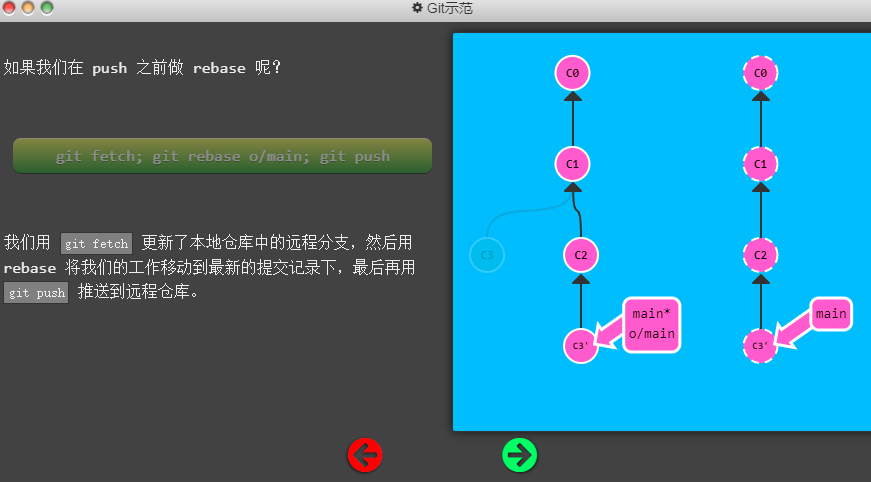 Git示范
如果我们在 push 之前做 rebase 呢？
git fetch; git rebase o/main; git push
我们用 git fetch 更新了本地仓库中的远程分支，然后用
rebase 将我们的工作移动到最新的提交记录下，最后再用
git push 推送到远程仓库。
C0
C0
C1
C1
C3
C2
C2
main*
o/main
main
C3'
C3'